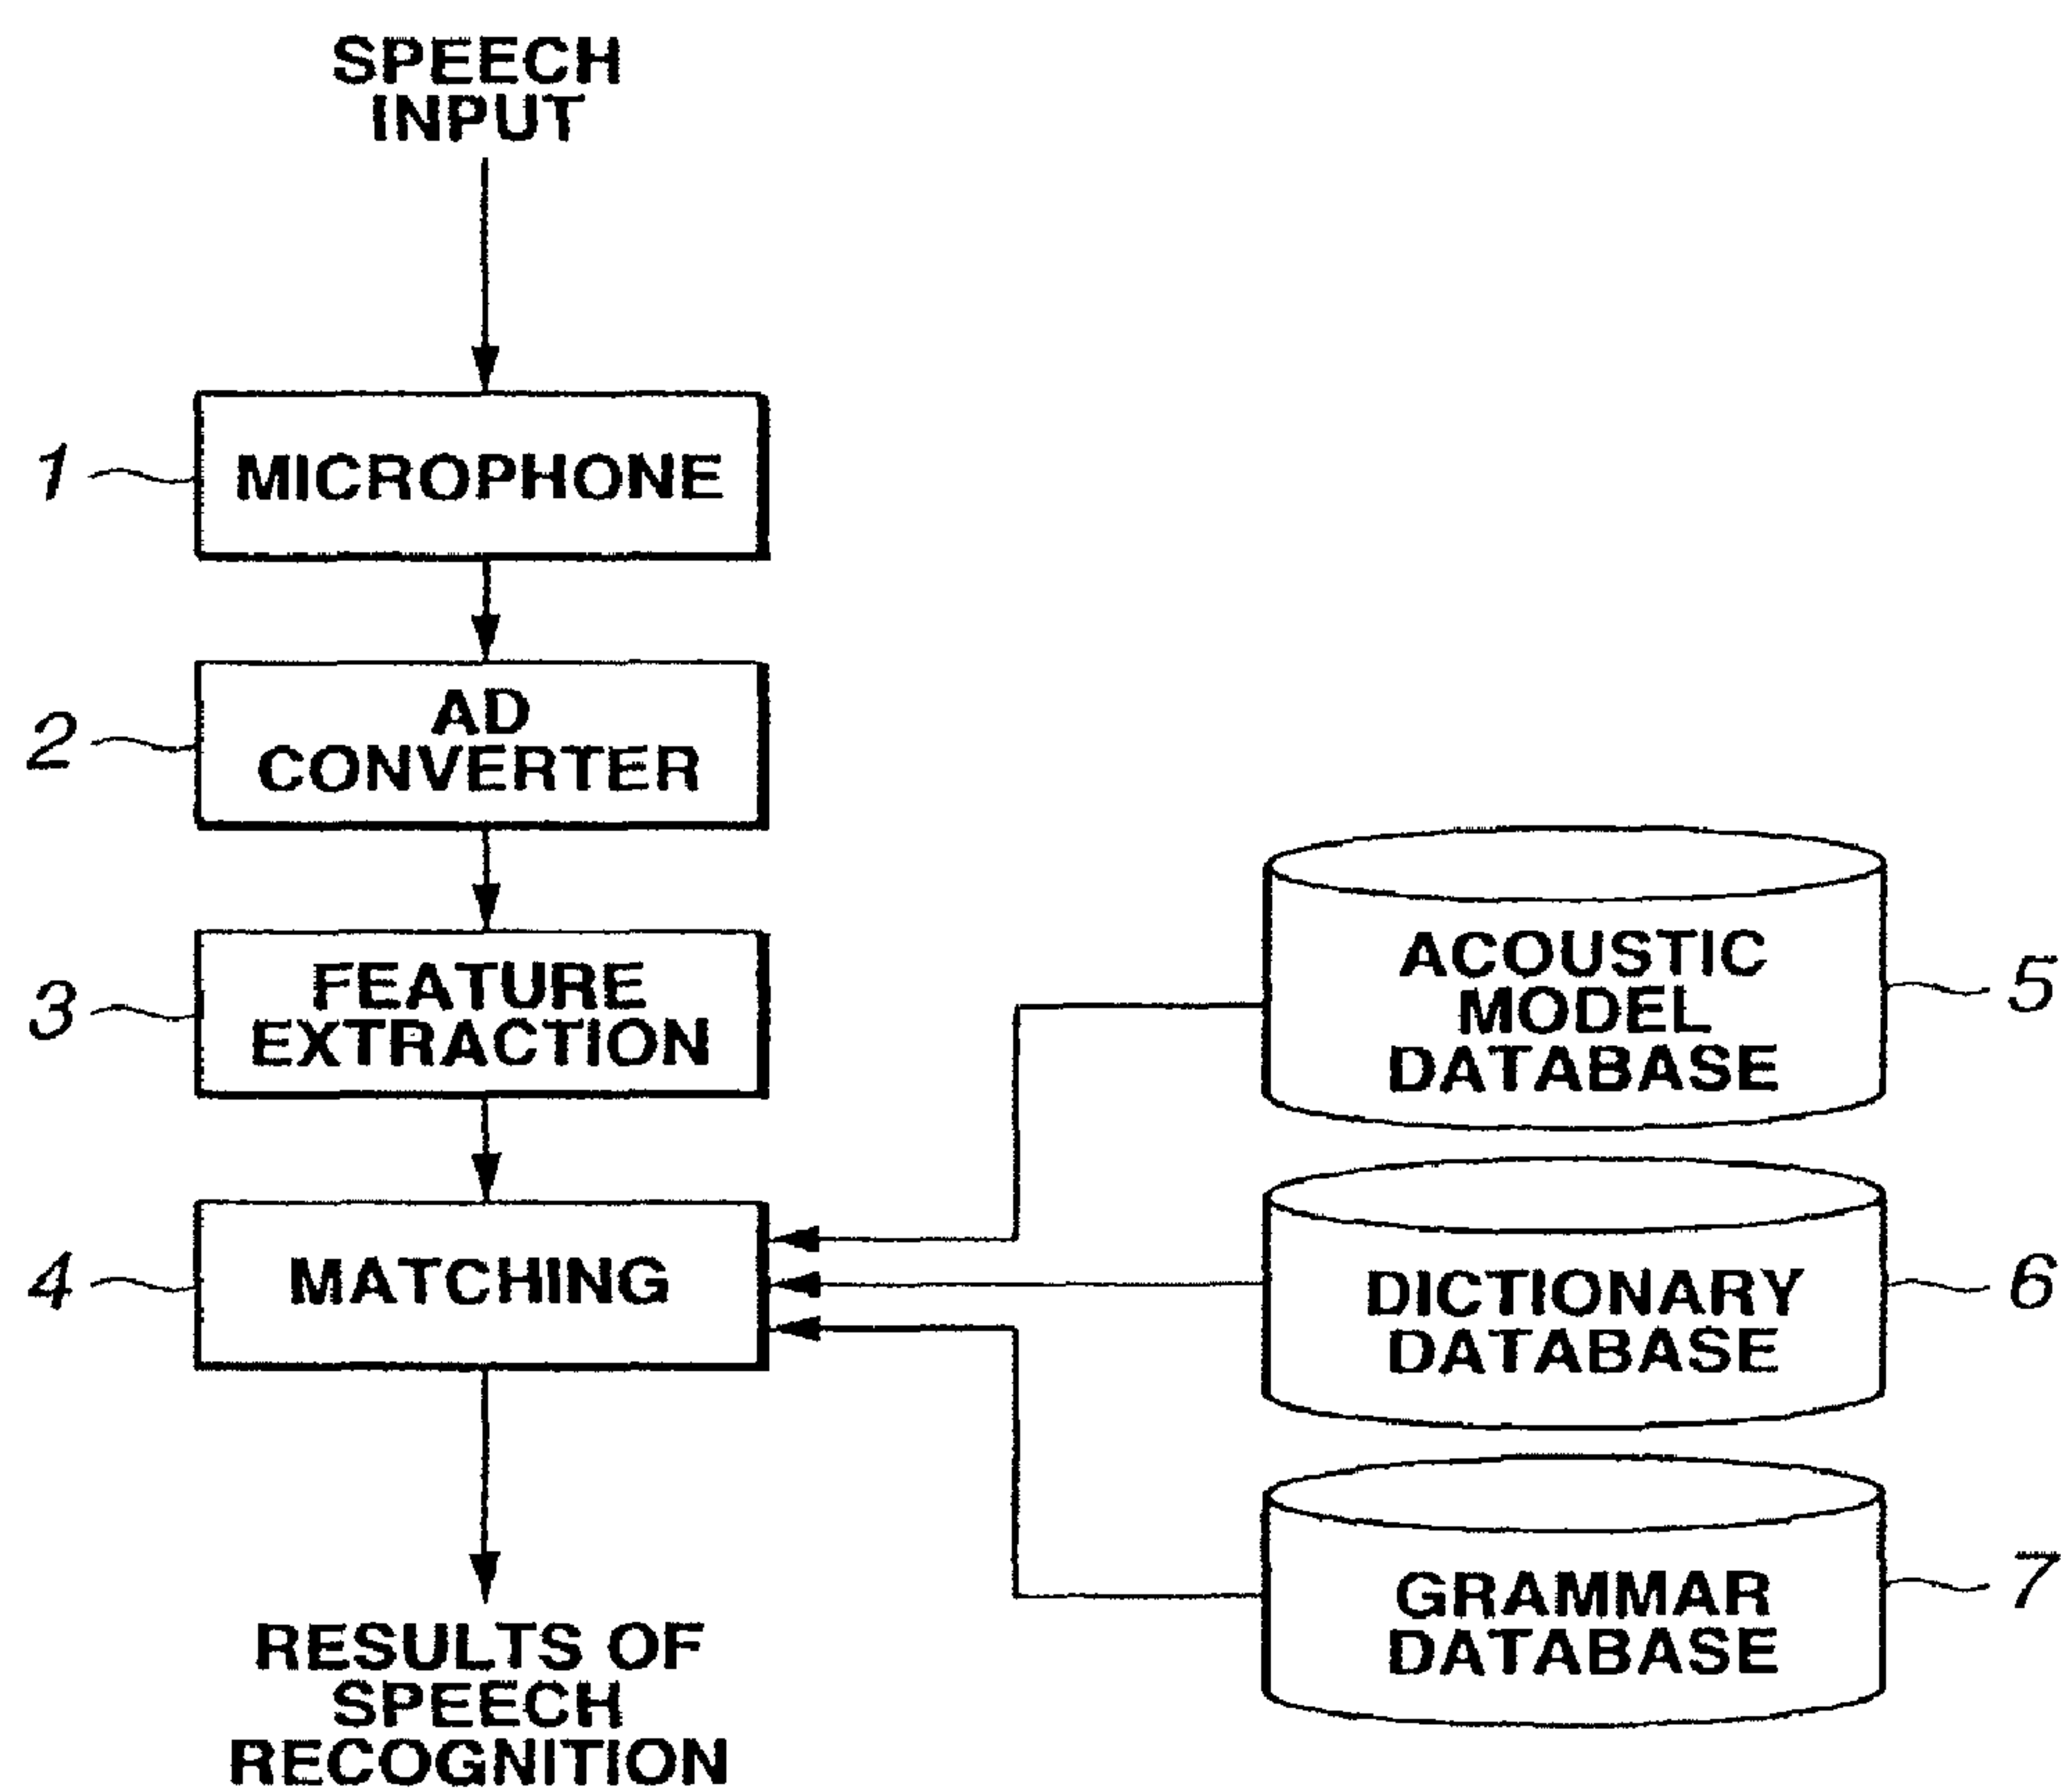 SPEECH
INPUT
1
MICROPHONE
2
AD
CONVERTER
3
FEATURE
EXTRACTION
4
MATCHING
RESULTS OF
SPEECH
RECOGNITION
ACOUSTIC
MODEL
DATABASE
5
DICTIONARY
DATABASE
6
GRAMMAR
DATABASE
7